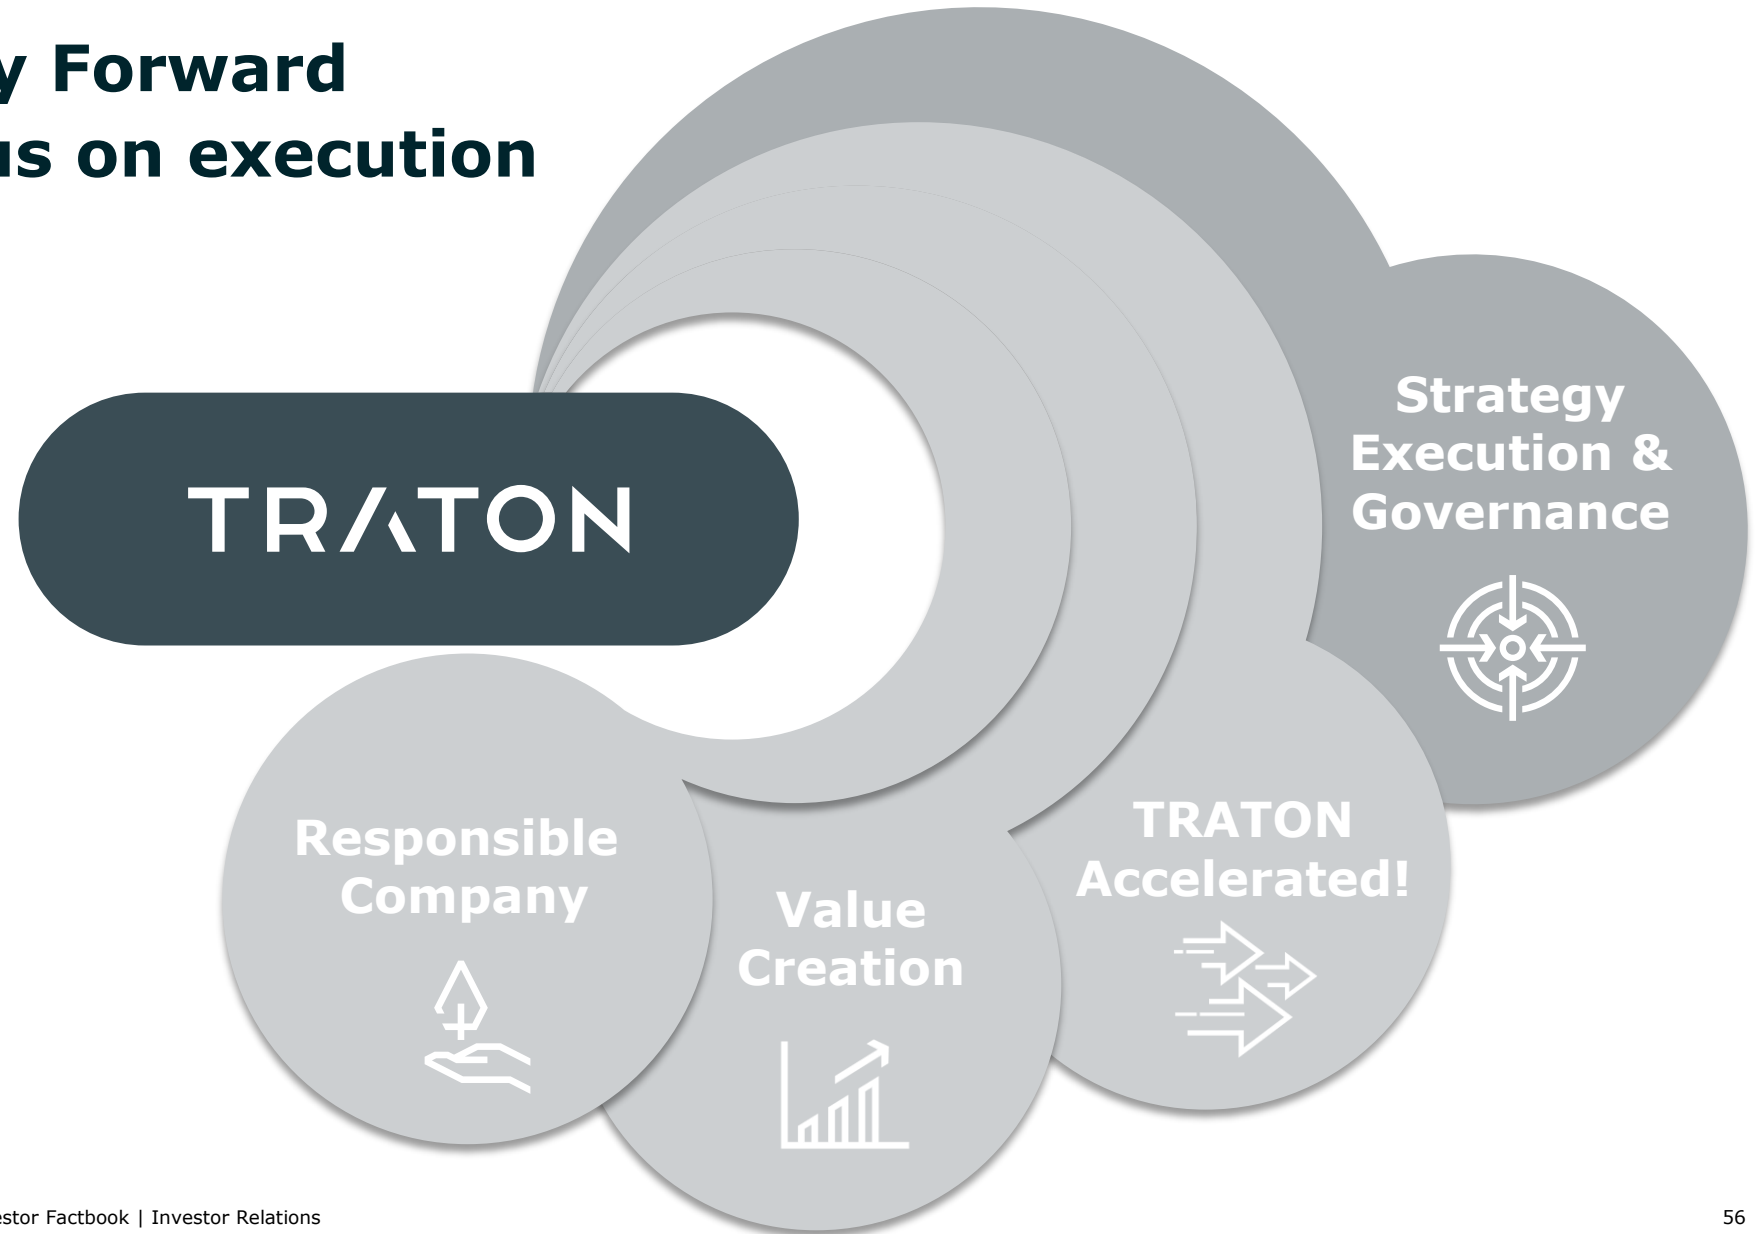 y Forward
us on execution
TRATON
Strategy
Execution &
Governance
Responsible
Company
Value
Creation
TRATON
Accelerated!
estor Factbook | Investor Relations
56